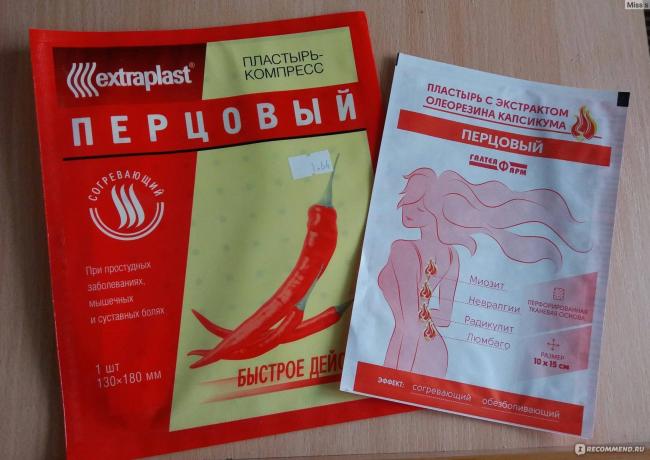 Miss s
extraplast®
ПЛАСТЫРЬ-
КОМПРЕСС
ПЕРЦОВЫЙ
СОГРЕВАЮЩИЙ
При простудных
заболеваниях,
мышечных
и суставных болях
1 шт
130×180 мм
БЫСТРОЕ
ПЛАСТЫРЬ С ЭКСТРАКТОМ
ОЛЕОРЕЗИНА КАПСИКУМА
ПЕРЦОВЫЙ
ГАЛТЕЯ ФАРМ
Миозит
Невралгии
Радикулит
Люмбаго
ПЕРФОРИРОВАННАЯ
ТКАНЕВАЯ ОСНОВА
РАЗМЕР
10 х 15 см
ЭФФЕКТ: согревающий обезболивающий
IRECOMMEND.RU